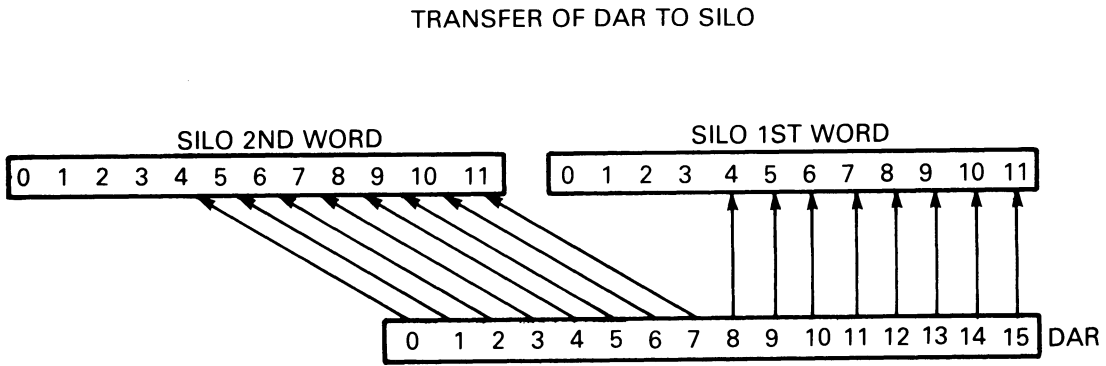 TRANSFER OF DAR TO SILO
SILO 2ND WORD
SILO 1ST WORD
0 1 2 3 4 5 6 7 8 9 10 11
0 1 2 3 4 5 6 7 8 9 10 11
0 1 2 3 4 5 6 7 8 9 10 11 12 13 14 15 DAR